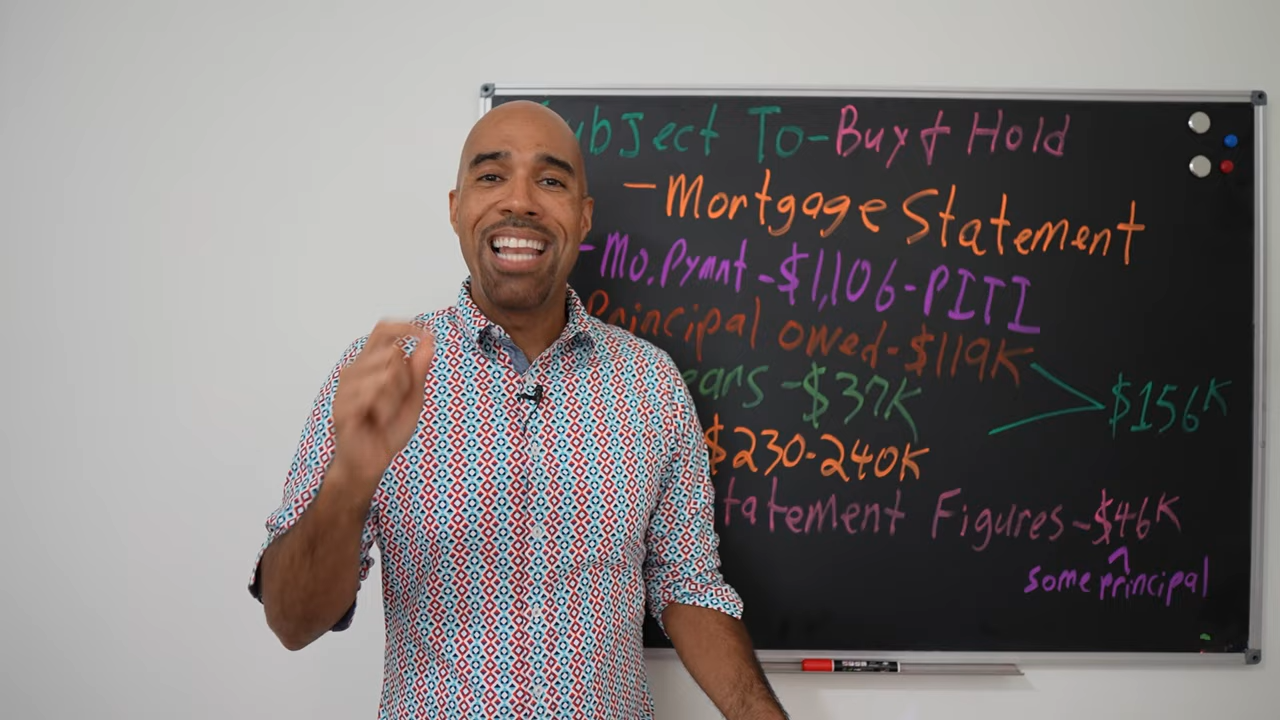 ubject To-Buy & Hold
-Mortgage Statement
-Mo.Pymnt-$1,106-PITI
Principal owed-$119K
ears-$37K
$156K
$230-240K
tatement Figures-$46K
^
some principal